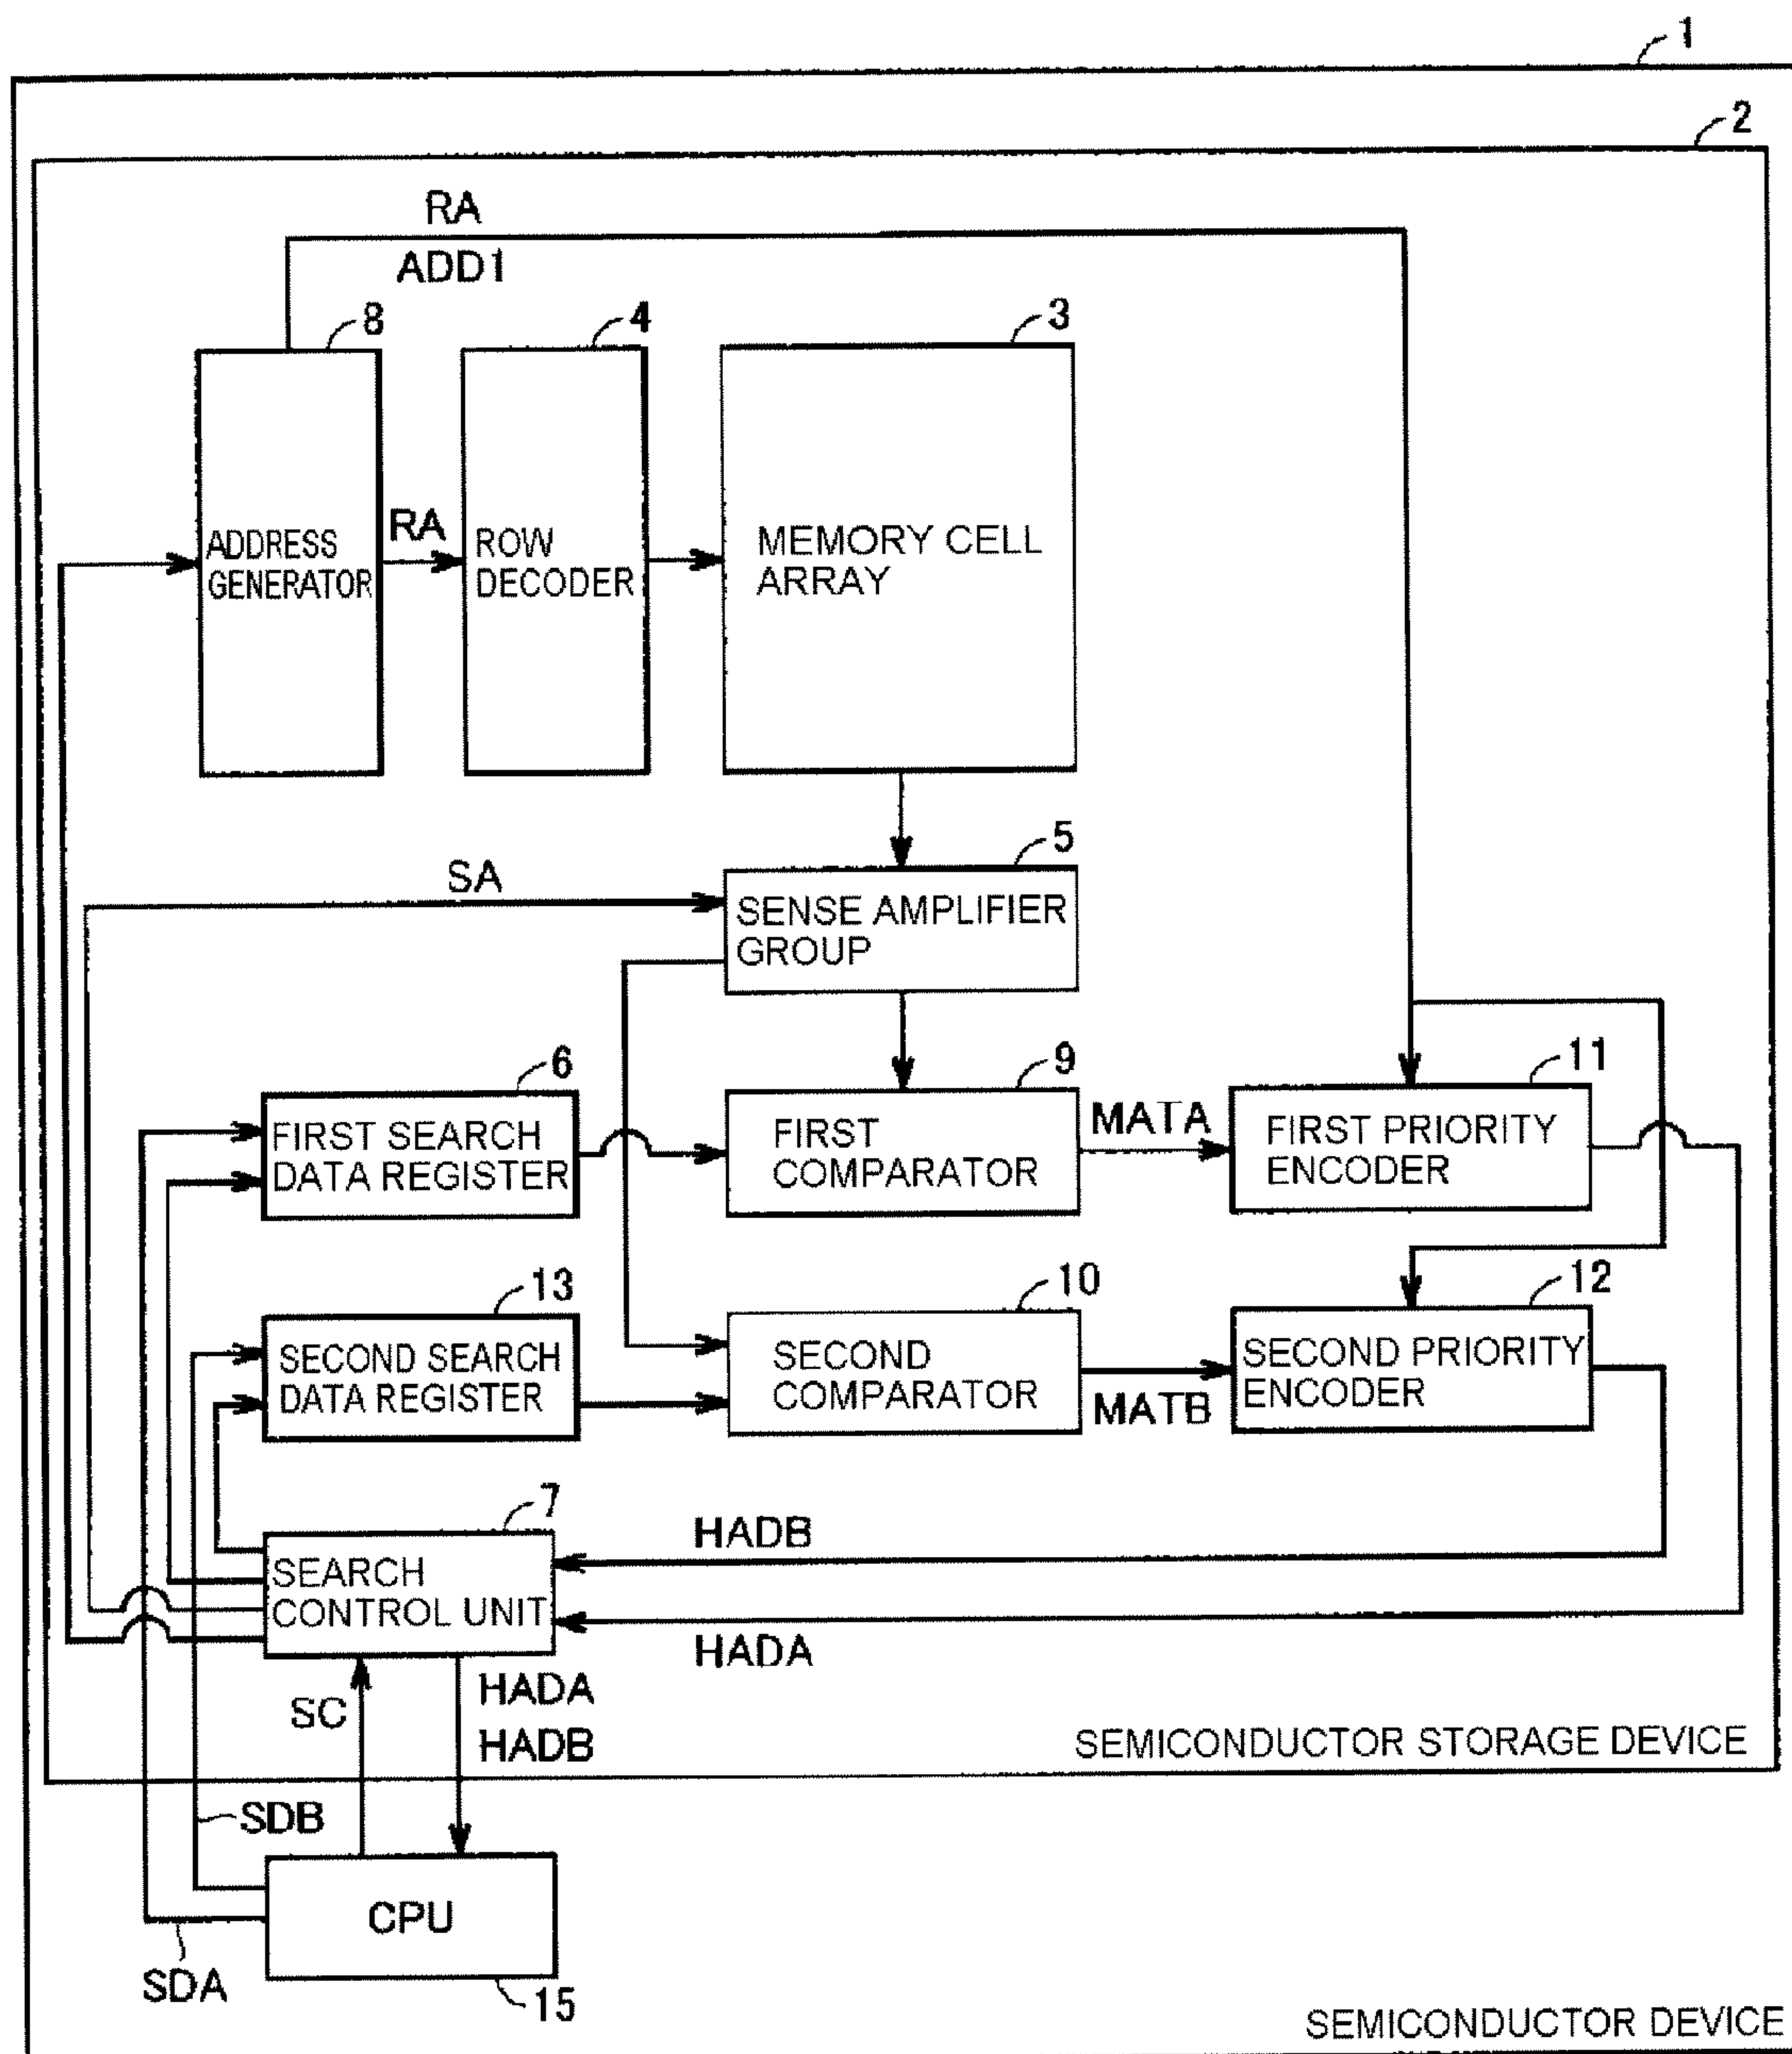 1
2
RA
ADD1
8
4
3
ADDRESS
GENERATOR
RA
ROW
DECODER
MEMORY CELL
ARRAY
5
SA
SENSE AMPLIFIER
GROUP
6
9
11
FIRST SEARCH
DATA REGISTER
FIRST
COMPARATOR
MATA
FIRST PRIORITY
ENCODER
13
10
12
SECOND SEARCH
DATA REGISTER
SECOND
COMPARATOR
MATB
SECOND PRIORITY
ENCODER
7
SEARCH
CONTROL UNIT
HADB
HADA
SC
HADA
HADB
SEMICONDUCTOR STORAGE DEVICE
SDB
CPU
SDA
15
SEMICONDUCTOR DEVICE